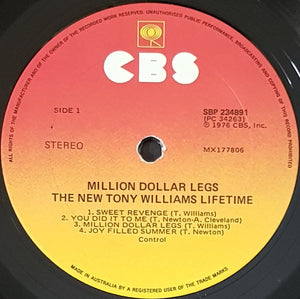 ALL RIGHTS OF THE MANUFACTURER AND OF THE OWNER OF THE RECORDED WORK RESERVED. UNAUTHORISED PUBLIC PERFORMANCE, BROADCASTING AND COPYING OF THIS RECORD PROHIBITED
CBS
SIDE 1
SBP 234891
(PC 34263)
℗ 1976 CBS, Inc.
STEREO
MX177806
MILLION DOLLAR LEGS
THE NEW TONY WILLIAMS LIFETIME
1. SWEET REVENGE (T. Williams)
2. YOU DID IT TO ME (T. Newton-A. Cleveland)
3. MILLION DOLLAR LEGS (T. Williams)
4. JOY FILLED SUMMER (T. Newton)
Control
MADE IN AUSTRALIA BY A REGISTERED USER OF THE TRADE MARK